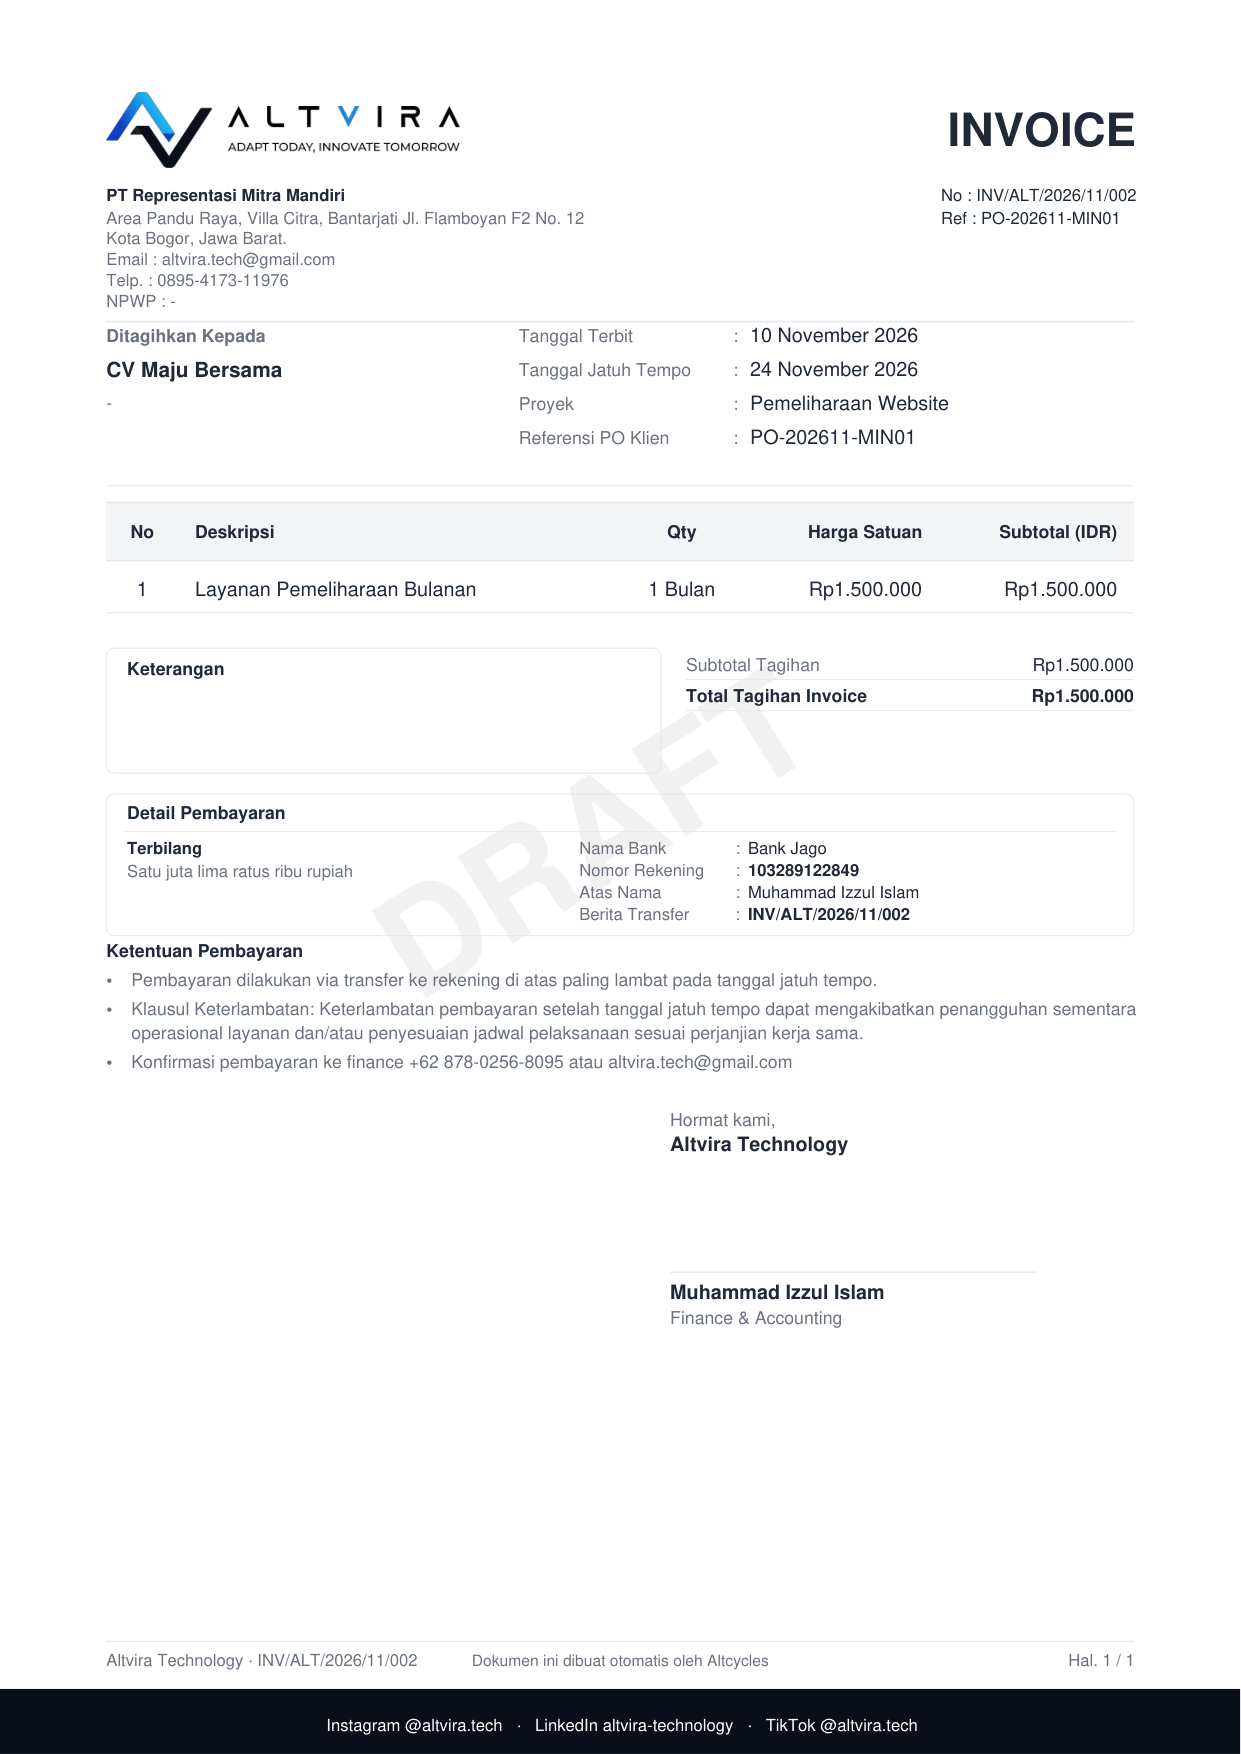 ALTVIRA
ADAPT TODAY, INNOVATE TOMORROW
INVOICE
PT Representasi Mitra Mandiri
Area Pandu Raya, Villa Citra, Bantarjati Jl. Flamboyan F2 No. 12
Kota Bogor, Jawa Barat.
Email : altvira.tech@gmail.com
Telp. : 0895-4173-11976
NPWP : -
No : INV/ALT/2026/11/002
Ref : PO-202611-MIN01
Ditagihkan Kepada
CV Maju Bersama
-
Tanggal Terbit : 10 November 2026
Tanggal Jatuh Tempo : 24 November 2026
Proyek : Pemeliharaan Website
Referensi PO Klien : PO-202611-MIN01
No Deskripsi Qty Harga Satuan Subtotal (IDR)
1 Layanan Pemeliharaan Bulanan 1 Bulan Rp1.500.000 Rp1.500.000
Keterangan
Subtotal Tagihan Rp1.500.000
Total Tagihan Invoice Rp1.500.000
DRAFT
Detail Pembayaran
Terbilang
Satu juta lima ratus ribu rupiah
Nama Bank : Bank Jago
Nomor Rekening : 103289122849
Atas Nama : Muhammad Izzul Islam
Berita Transfer : INV/ALT/2026/11/002
Ketentuan Pembayaran
• Pembayaran dilakukan via transfer ke rekening di atas paling lambat pada tanggal jatuh tempo.
• Klausul Keterlambatan: Keterlambatan pembayaran setelah tanggal jatuh tempo dapat mengakibatkan penangguhan sementara
operasional layanan dan/atau penyesuaian jadwal pelaksanaan sesuai perjanjian kerja sama.
• Konfirmasi pembayaran ke finance +62 878-0256-8095 atau altvira.tech@gmail.com
Hormat kami,
Altvira Technology
Muhammad Izzul Islam
Finance & Accounting
Altvira Technology · INV/ALT/2026/11/002 Dokumen ini dibuat otomatis oleh Altcycles Hal. 1 / 1
Instagram @altvira.tech · LinkedIn altvira-technology · TikTok @altvira.tech